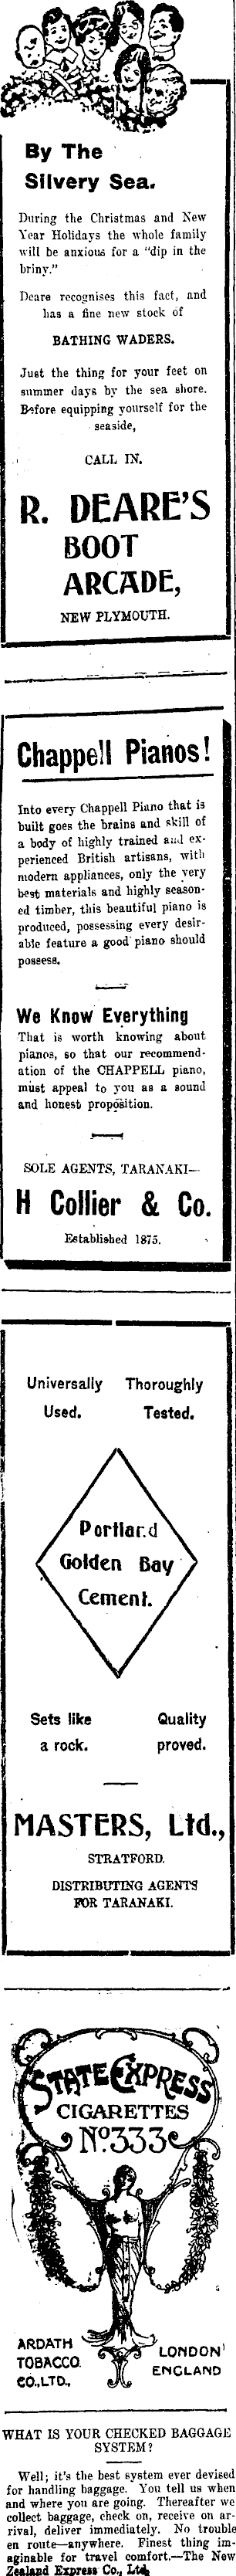 By The
Silvery Sea.
During the Christmas and New
Year Holidays the whole family
will be anxious for a "dip in the
briny."
Deare recognises this fact, and
has a fine new stock of
BATHING WADERS.
Just the thing for your feet on
summer days by the sea shore.
Before equipping yourself for the
seaside,
CALL IN.
R. DEARE'S
BOOT
ARCADE,
NEW PLYMOUTH.
Chappell Pianos!
Into every Chappell Piano that is
built goes the brains and skill of
a body of highly trained and ex-
perienced British artisans, with
modern appliances, only the very
best materials and highly season-
ed timber, this beautiful piano is
produced, possessing every desir-
able feature a good piano should
possess.
We Know Everything
That is worth knowing about
pianos, so that our recommend-
ation of the CHAPPELL piano,
must appeal to you as a sound
and honest proposition.
SOLE AGENTS, TARANAKI—
H Collier & Co.
Established 1875.
Universally Thoroughly
Used. Tested.
Portland
Golden Bay
Cement.
Sets like Quality
a rock. proved.
MASTERS, Ltd.,
STRATFORD.
DISTRIBUTING AGENTS
FOR TARANAKI.
STATE EXPRESS
CIGARETTES
No. 333
ARDATH
TOBACCO
CO., LTD.,
LONDON
ENGLAND
WHAT IS YOUR CHECKED BAGGAGE
SYSTEM?
Well; it's the best system ever devised
for handling baggage. You tell us when
and where you are going. Thereafter we
collect baggage, check on, receive on ar-
rival, deliver immediately. No trouble
en route—anywhere. Finest thing im-
aginable for travel comfort.—The New
Zealand Express Co., Ltd.